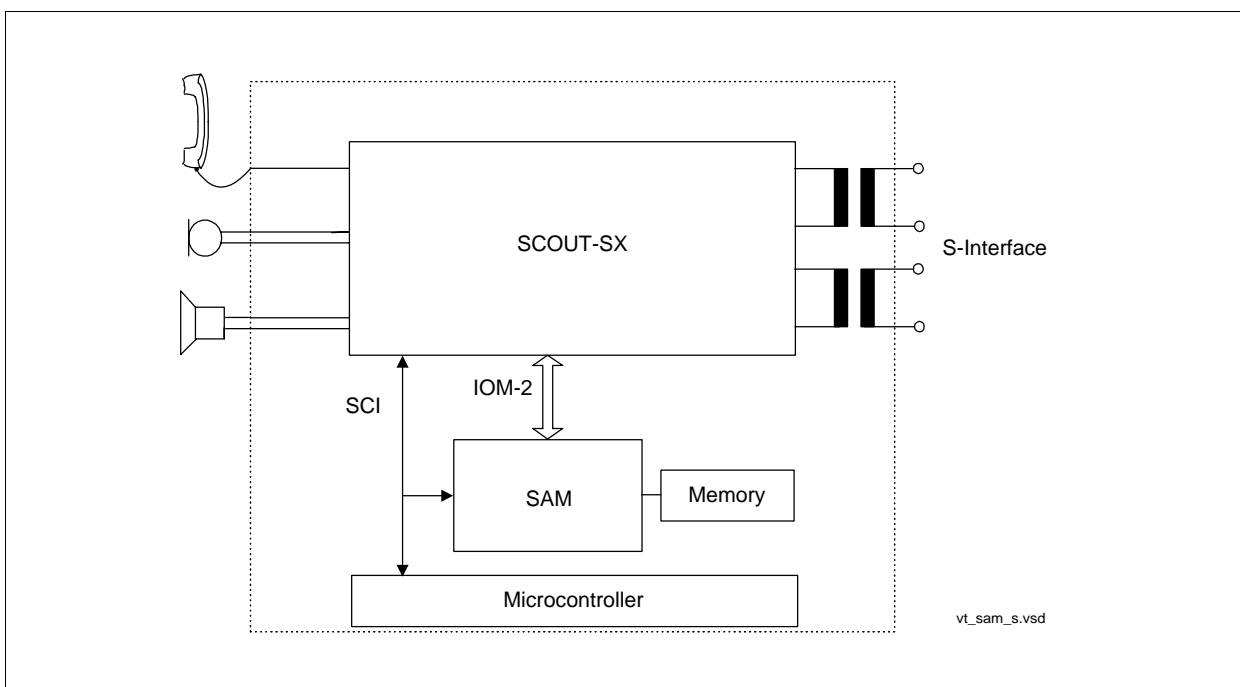 SCOUT-SX
S-Interface
IOM-2
SCI
SAM
Memory
Microcontroller
vt_sam_s.vsd